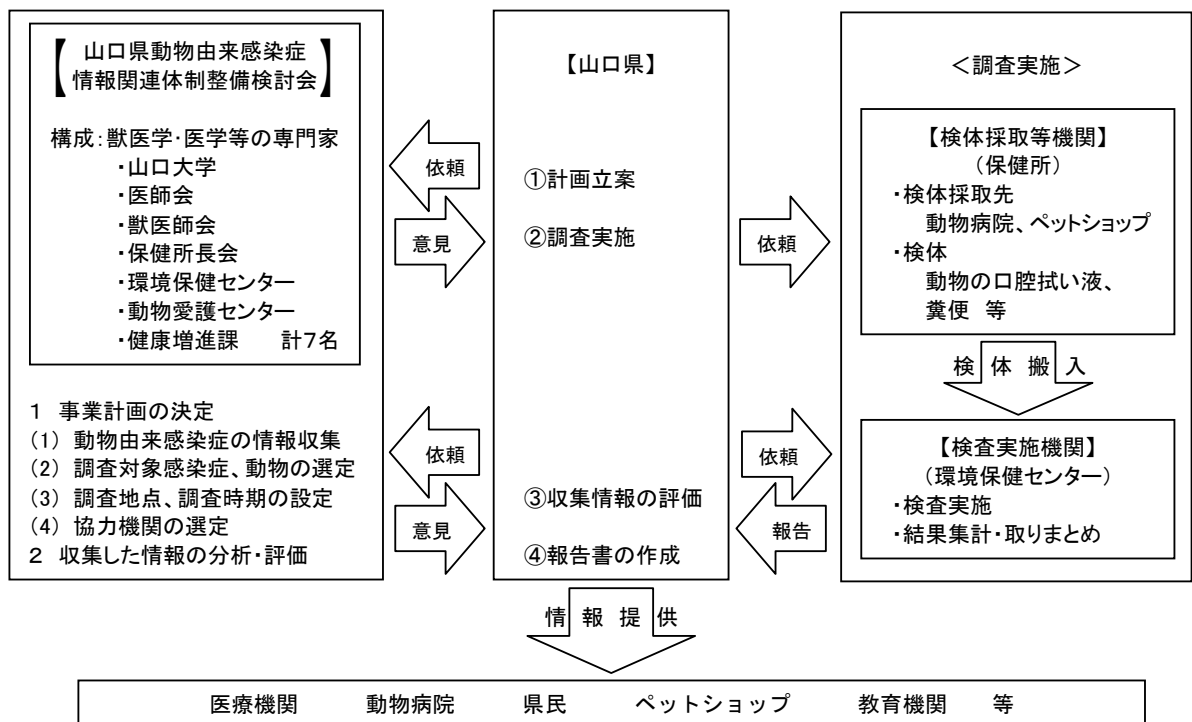 【山口県動物由来感染症
情報関連体制整備検討会】
構成:獣医学・医学等の専門家
・山口大学
・医師会
・獣医師会
・保健所長会
・環境保健センター
・動物愛護センター
・健康増進課 計7名
1 事業計画の決定
(1) 動物由来感染症の情報収集
(2) 調査対象感染症、動物の選定
(3) 調査地点、調査時期の設定
(4) 協力機関の選定
2 収集した情報の分析・評価
依頼
意見
依頼
意見
【山口県】
①計画立案
②調査実施
③収集情報の評価
④報告書の作成
依頼
依頼
報告
<調査実施>
【検体採取等機関】
(保健所)
・検体採取先
動物病院、ペットショップ
・検体
動物の口腔拭い液、
糞便 等
検体搬入
【検査実施機関】
(環境保健センター)
・検査実施
・結果集計・取りまとめ
情報提供
医療機関 動物病院 県民 ペットショップ 教育機関 等